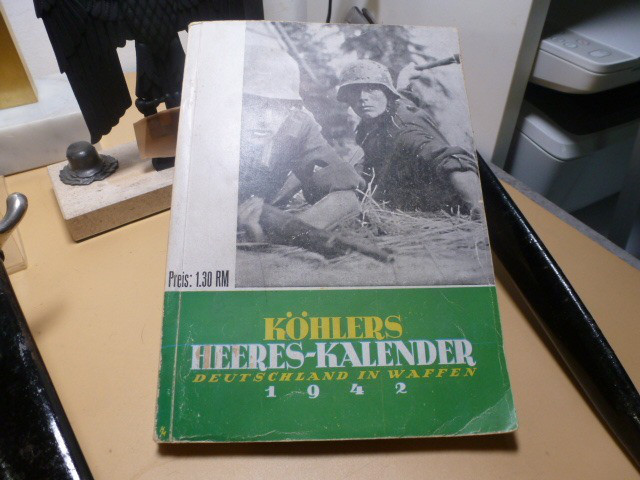 Preis: 1.30 RM
KÖHLERS
HEERES-KALENDER
DEUTSCHLAND IN WAFFEN
1942